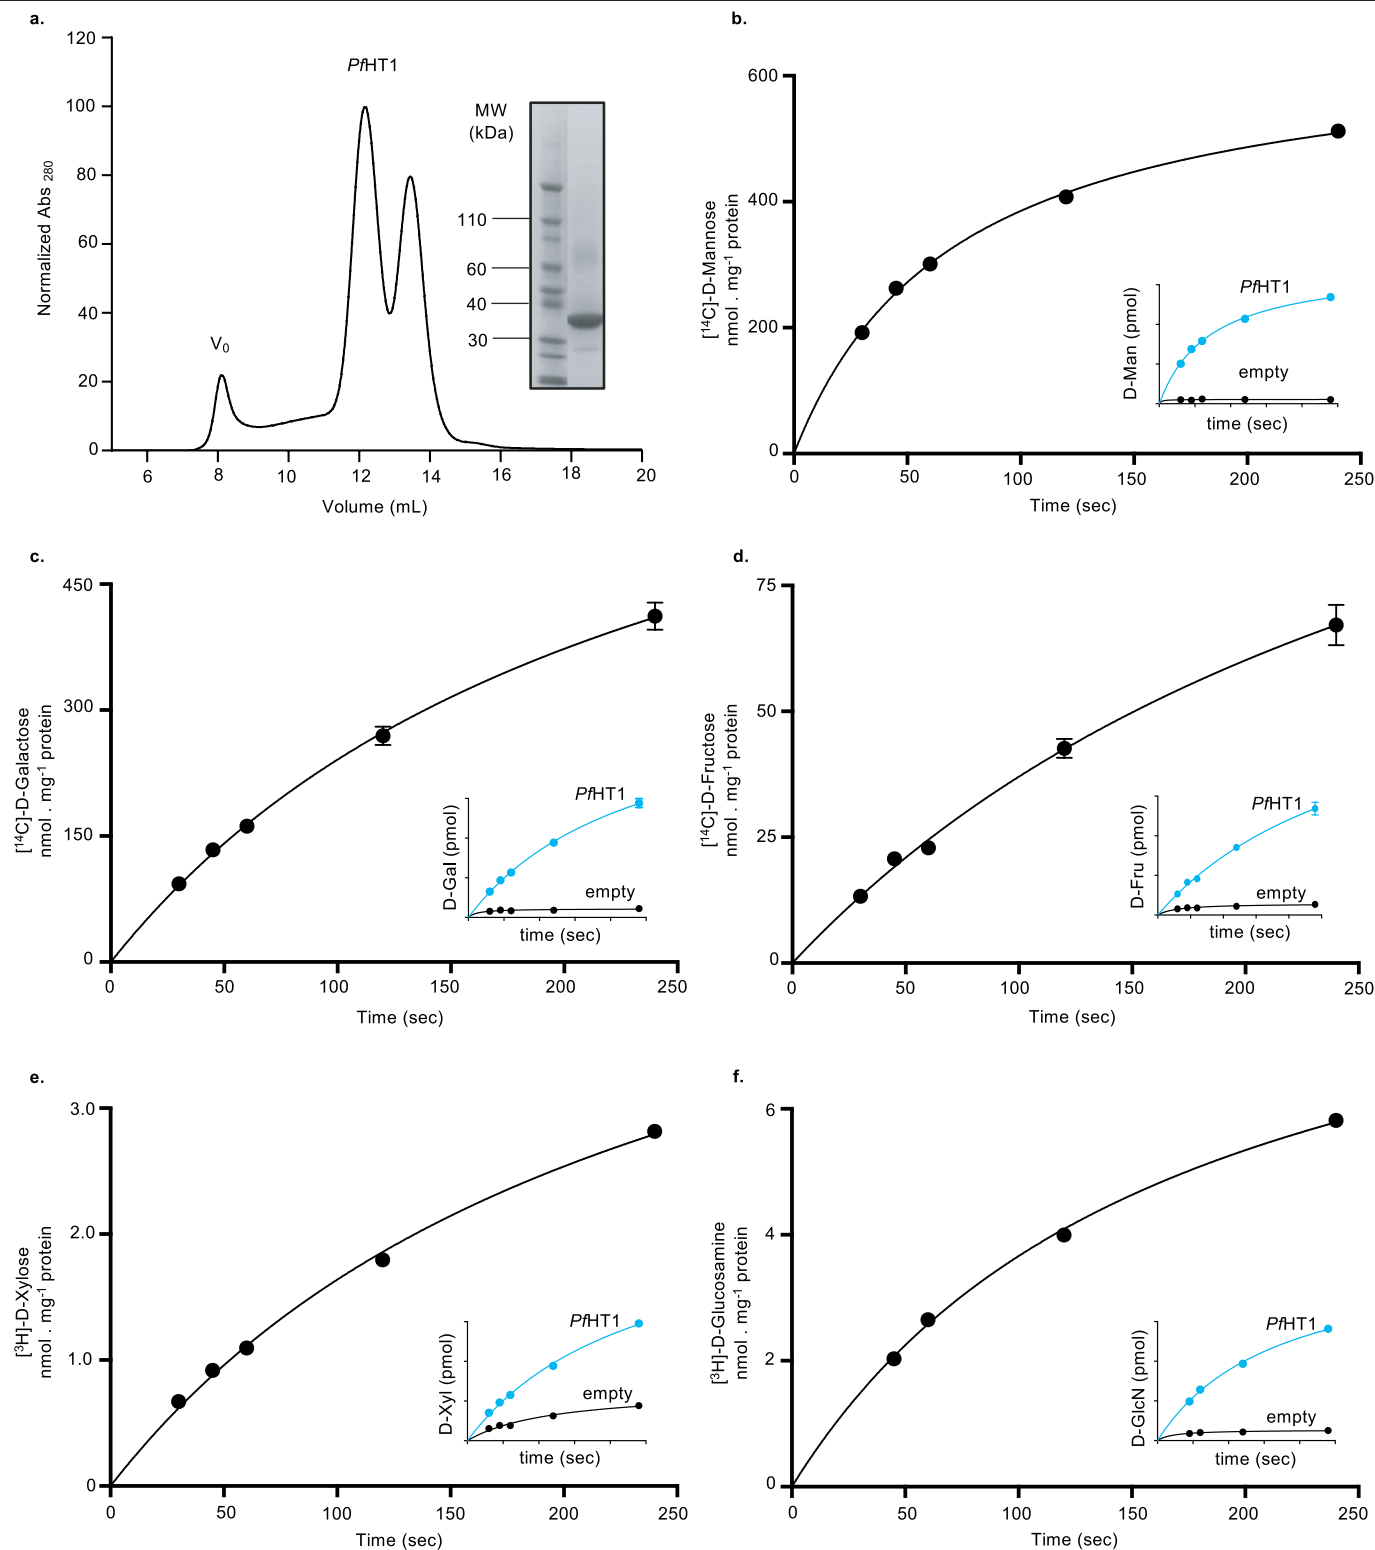 a.
120
100
80
60
40
20
0
Normalized Abs 280
PfHT1
V0
MW
(kDa)
110
60
40
30
6 8 10 12 14 16 18 20
Volume (mL)
b.
600
400
200
0
[14C]-D-Mannose
nmol . mg-1 protein
0 50 100 150 200 250
Time (sec)
D-Man (pmol)
PfHT1
empty
time (sec)
c.
450
300
150
0
[14C]-D-Galactose
nmol . mg-1 protein
0 50 100 150 200 250
Time (sec)
D-Gal (pmol)
PfHT1
empty
time (sec)
d.
75
50
25
0
[14C]-D-Fructose
nmol . mg-1 protein
0 50 100 150 200 250
Time (sec)
D-Fru (pmol)
PfHT1
empty
time (sec)
e.
3.0
2.0
1.0
0
[3H]-D-Xylose
nmol . mg-1 protein
0 50 100 150 200 250
Time (sec)
D-Xyl (pmol)
PfHT1
empty
time (sec)
f.
6
4
2
0
[3H]-D-Glucosamine
nmol . mg-1 protein
0 50 100 150 200 250
Time (sec)
D-GlcN (pmol)
PfHT1
empty
time (sec)